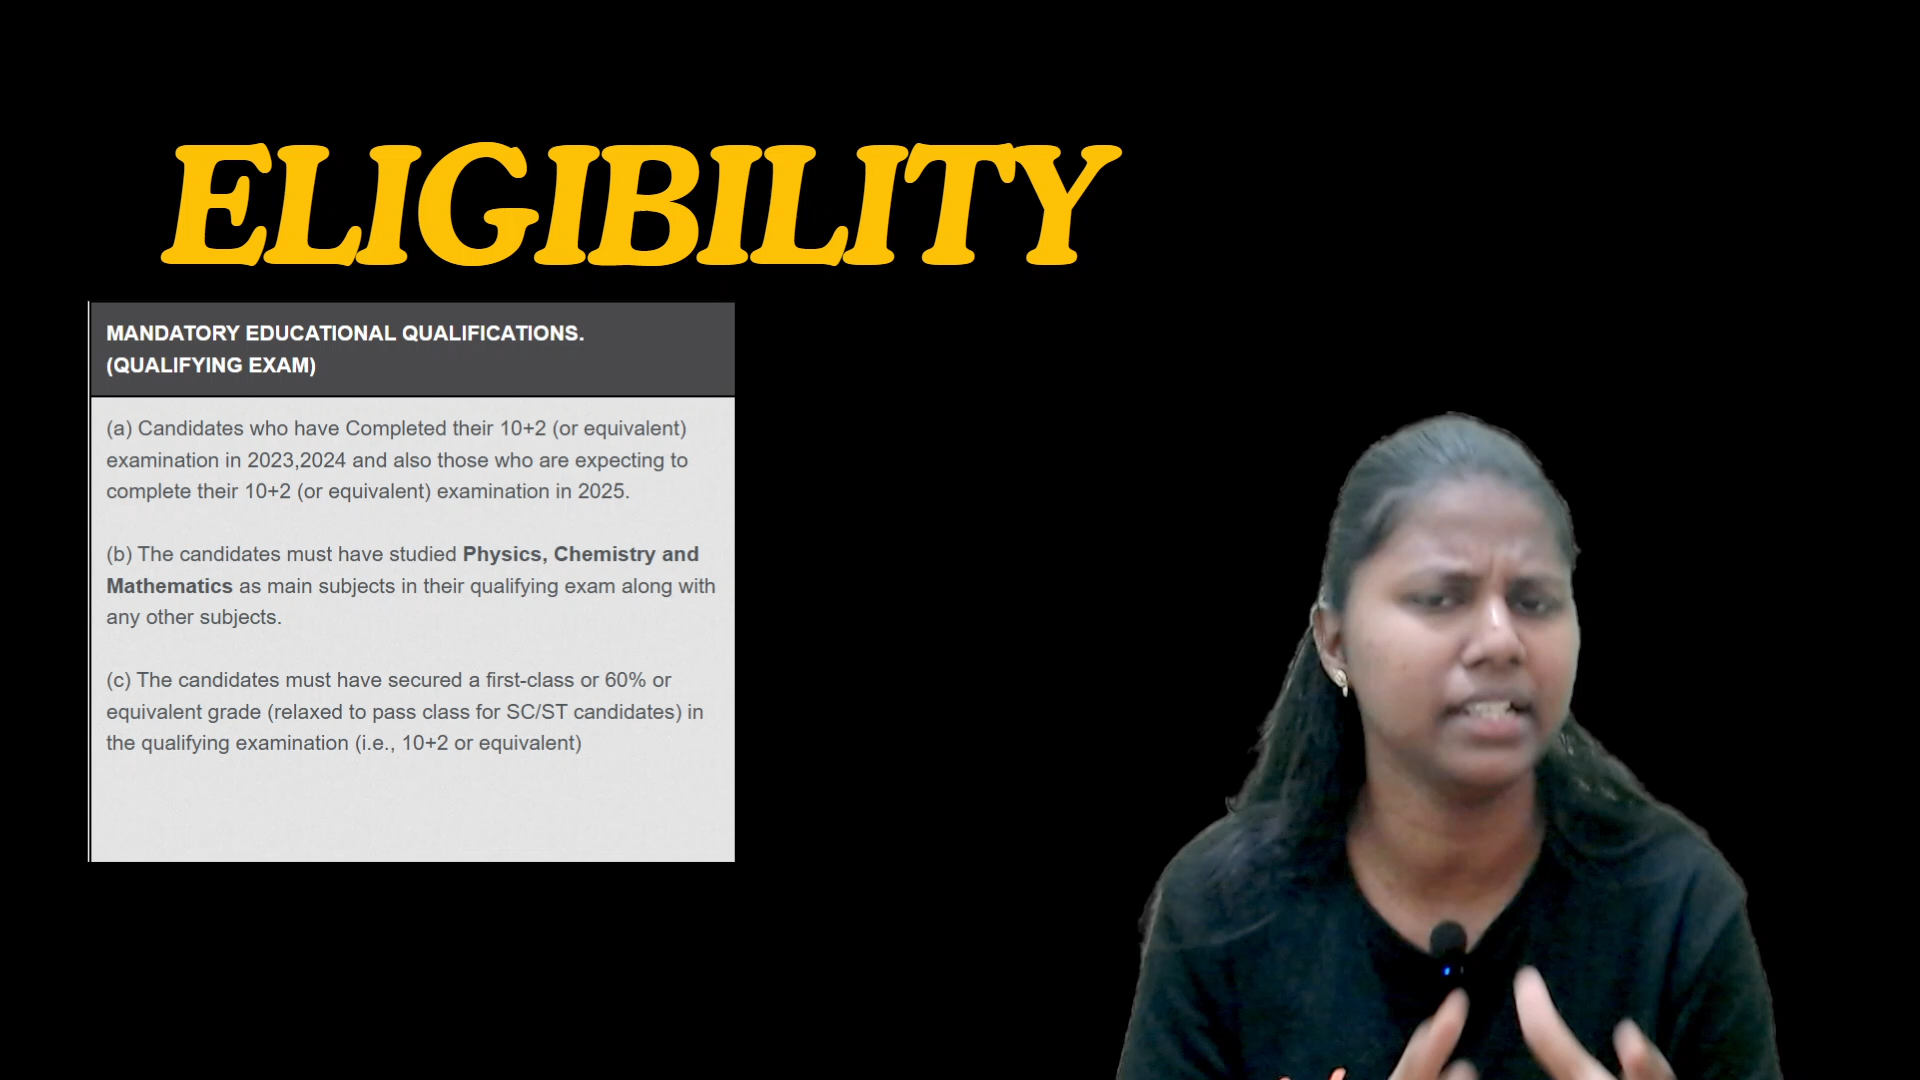 ELIGIBILITY
MANDATORY EDUCATIONAL QUALIFICATIONS.
(QUALIFYING EXAM)
(a) Candidates who have Completed their 10+2 (or equivalent)
examination in 2023,2024 and also those who are expecting to
complete their 10+2 (or equivalent) examination in 2025.
(b) The candidates must have studied Physics, Chemistry and
Mathematics as main subjects in their qualifying exam along with
any other subjects.
(c) The candidates must have secured a first-class or 60% or
equivalent grade (relaxed to pass class for SC/ST candidates) in
the qualifying examination (i.e., 10+2 or equivalent)